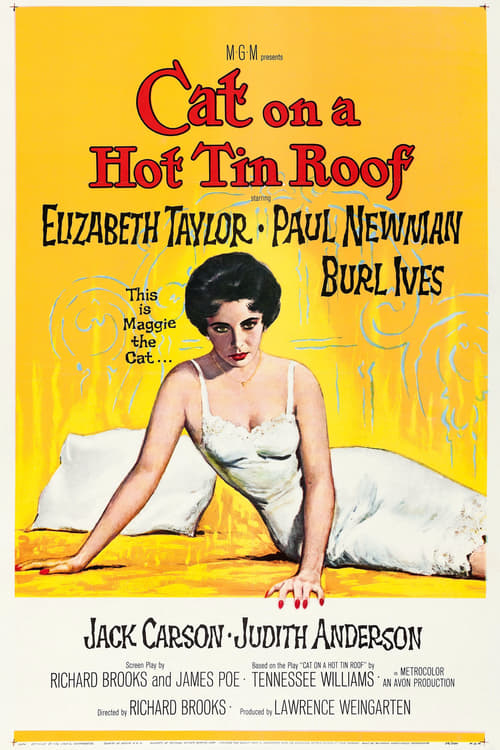 M·G·M presents
Cat on a
Hot Tin Roof
starring
ELIZABETH TAYLOR · PAUL NEWMAN
BURL IVES
This
is
Maggie
the
Cat...
JACK CARSON · JUDITH ANDERSON
Screen Play by
RICHARD BROOKS and JAMES POE ·
Based on the Play "CAT ON A HOT TIN ROOF" by
TENNESSEE WILLIAMS ·
in METROCOLOR
AN AVON PRODUCTION
Directed by RICHARD BROOKS · Produced by LAWRENCE WEINGARTEN